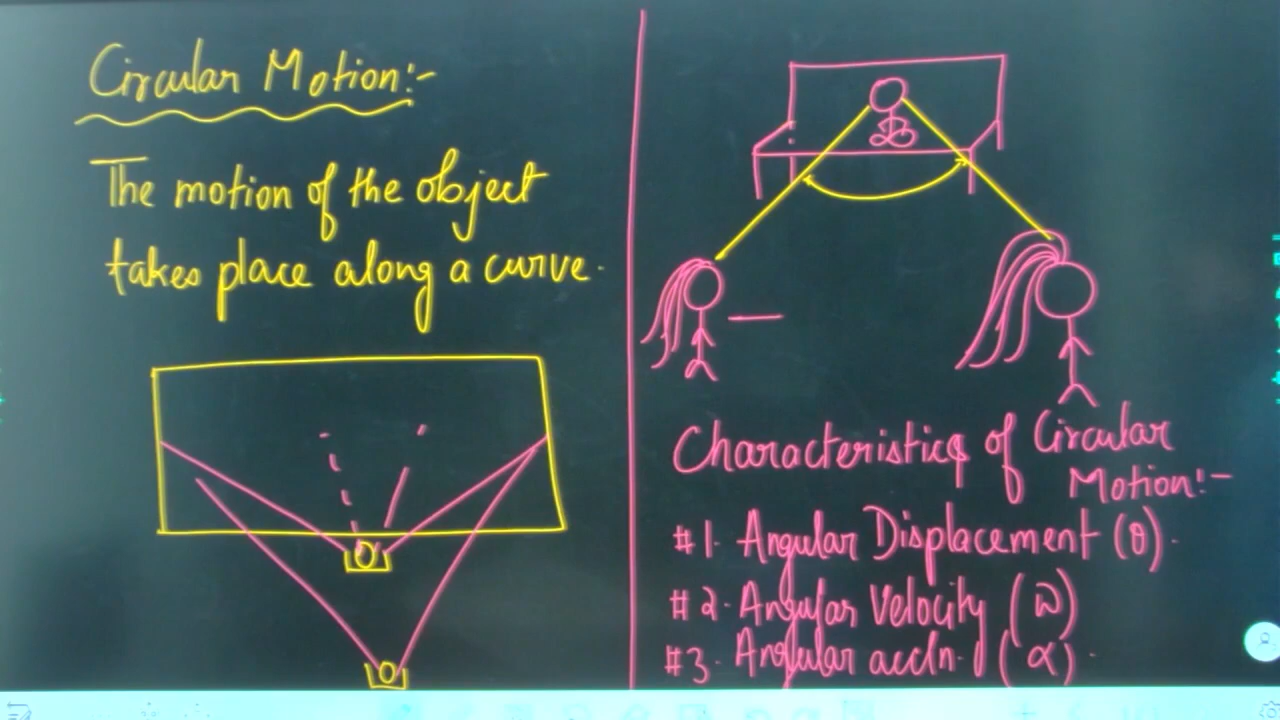 Circular Motion:-
The motion of the object
takes place along a curve.
Characteristics of Circular
Motion:-
#1. Angular Displacement (θ).
#2. Angular Velocity (ω)
#3. Angular accln. (α).